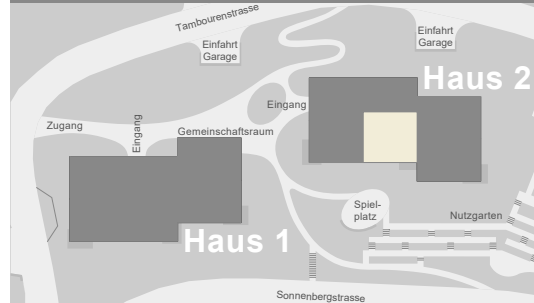 Tambourenstrasse
Einfahrt
Garage
Einfahrt
Garage
Haus 2
Eingang
Zugang
Eingang
Gemeinschaftsraum
Spiel-
platz
Nutzgarten
Haus 1
Sonnenbergstrasse